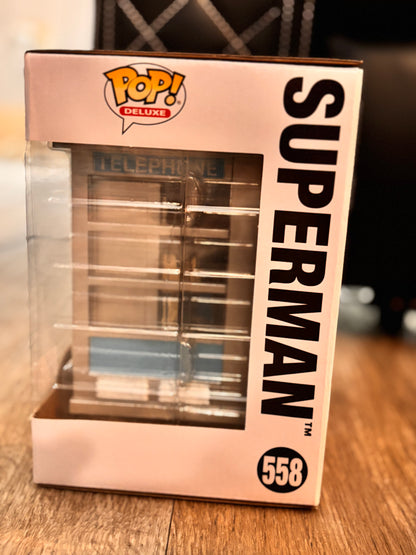 POP!
DELUXE
TELEPHONE
SUPERMAN™
558